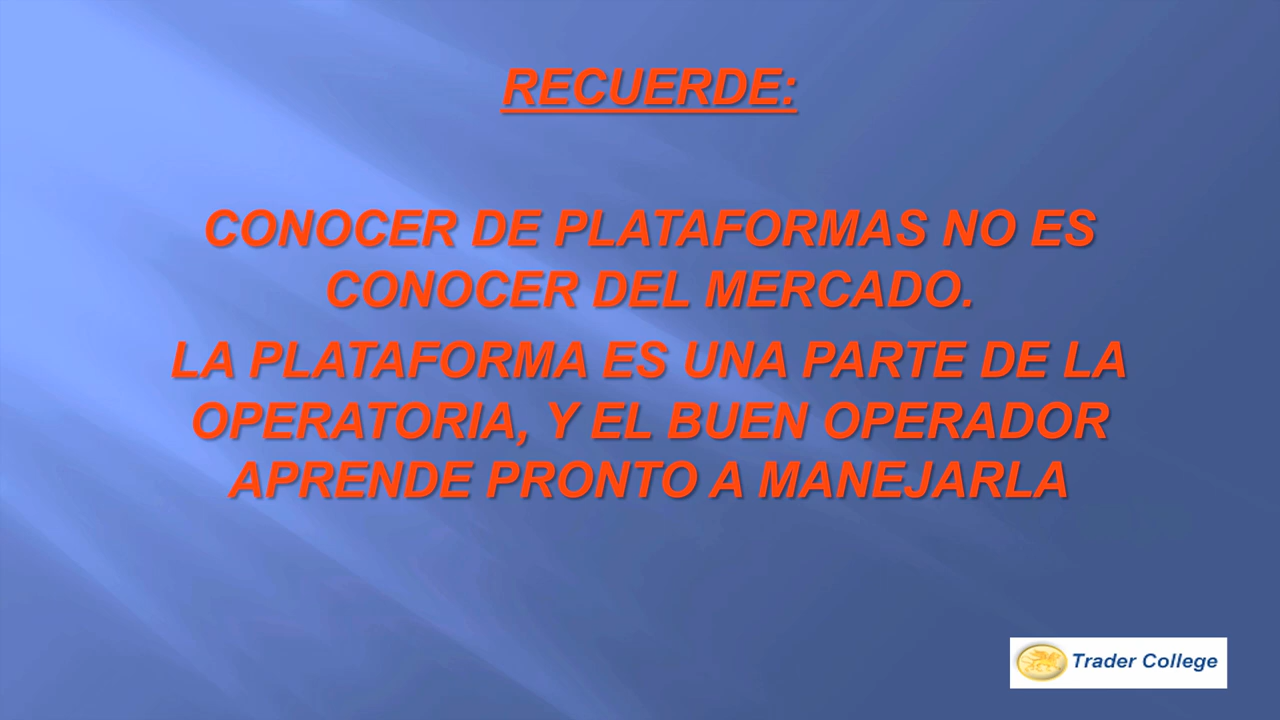 RECUERDE:
CONOCER DE PLATAFORMAS NO ES
CONOCER DEL MERCADO.
LA PLATAFORMA ES UNA PARTE DE LA
OPERATORIA, Y EL BUEN OPERADOR
APRENDE PRONTO A MANEJARLA
Trader College